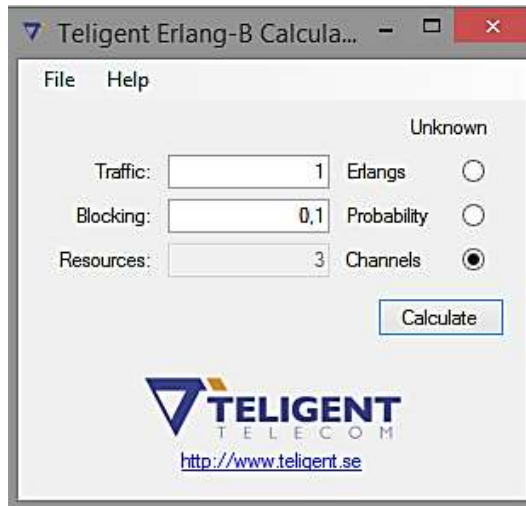 Teligent Erlang-B Calcula...
File Help
Unknown
Traffic: 1 Erlangs
Blocking: 0,1 Probability
Resources: 3 Channels
Calculate
TELIGENT
TELECOM
http://www.teligent.se